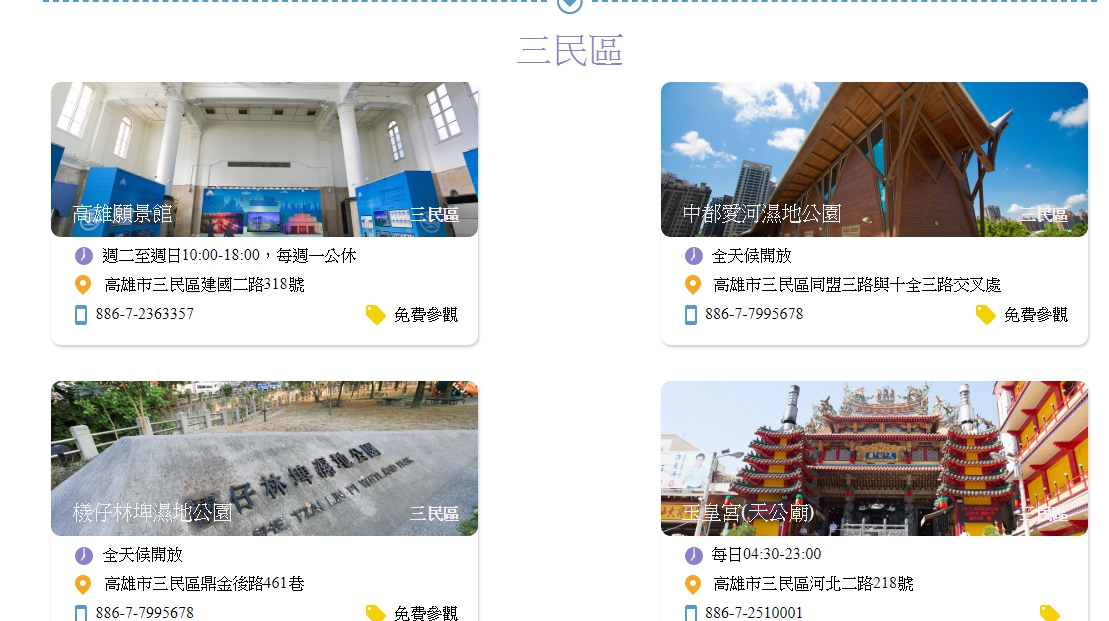 三民區
高雄願景館
三民區
週二至週日10:00-18:00，每週一公休
高雄市三民區建國二路318號
886-7-2363357
免費參觀
中都愛河濕地公園
三民區
全天候開放
高雄市三民區同盟三路與十全三路交叉處
886-7-7995678
免費參觀
仔林埤濕地公園
檨仔林埤濕地公園
三民區
全天候開放
高雄市三民區鼎金後路461巷
886-7-7995678
免費參觀
玉皇宮(天公廟)
三民區
每日04:30-23:00
高雄市三民區河北二路218號
886-7-2510001